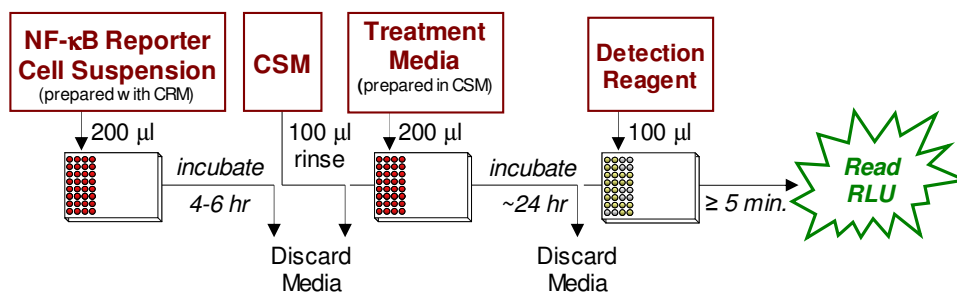 NF-κB Reporter
Cell Suspension
(prepared with CRM)
CSM
Treatment
Media
(prepared in CSM)
Detection
Reagent
200 µl
100 µl
rinse
200 µl
100 µl
incubate
4-6 hr
incubate
~24 hr
≥ 5 min.
Read
RLU
Discard
Media
Discard
Media